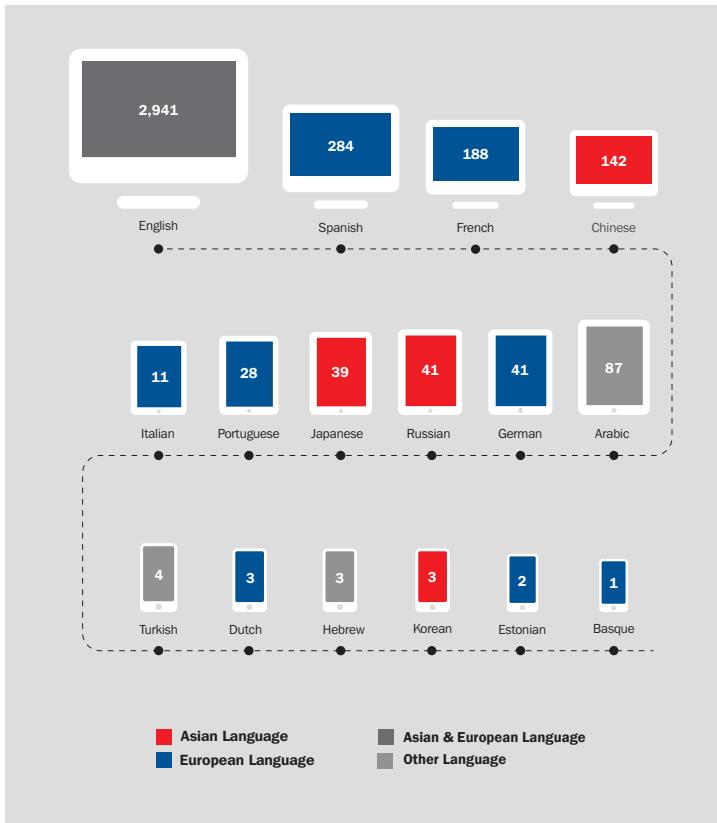 2,941
284
188
142
English
Spanish
French
Chinese
11
28
39
41
41
87
Italian
Portuguese
Japanese
Russian
German
Arabic
4
3
3
3
2
1
Turkish
Dutch
Hebrew
Korean
Estonian
Basque
Asian Language
European Language
Asian & European Language
Other Language